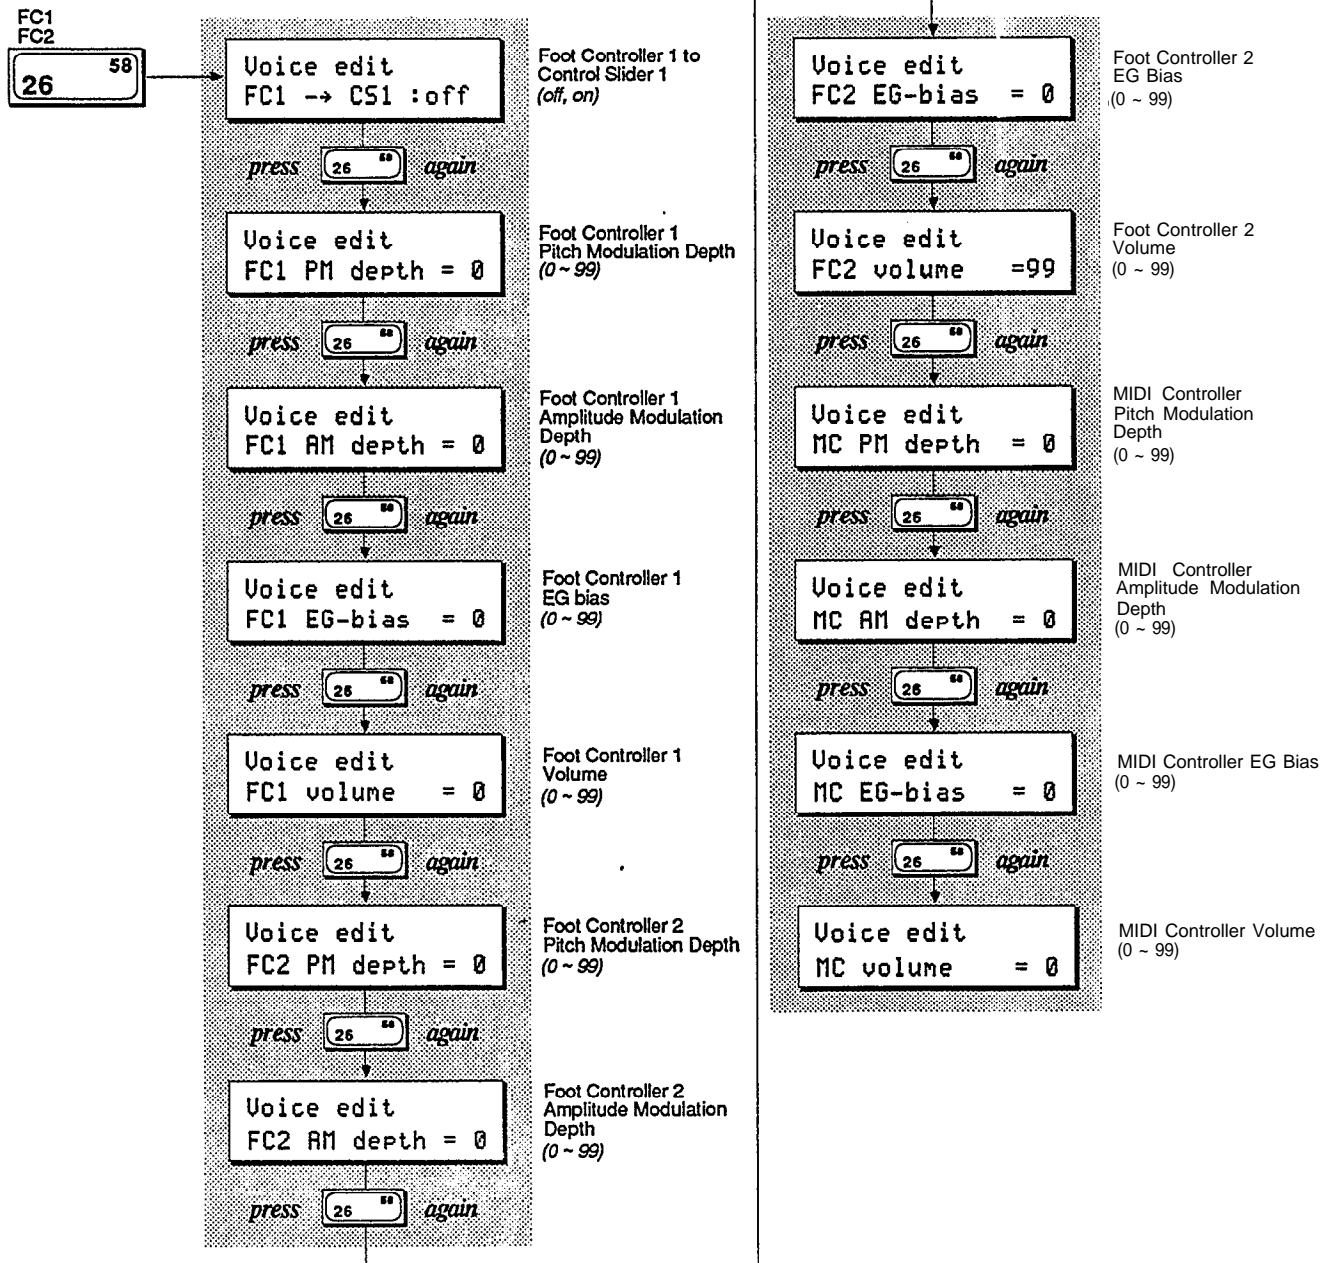 FC1
FC2
26 58
Voice edit
FC1 → CS1 :off
Foot Controller 1 to
Control Slider 1
(off, on)
press 26 58 again
Voice edit
FC1 PM depth = 0
Foot Controller 1
Pitch Modulation Depth
(0 ~ 99)
press 26 58 again
Voice edit
FC1 AM depth = 0
Foot Controller 1
Amplitude Modulation
Depth
(0 ~ 99)
press 26 58 again
Voice edit
FC1 EG-bias = 0
Foot Controller 1
EG bias
(0 ~ 99)
press 26 58 again
Voice edit
FC1 volume = 0
Foot Controller 1
Volume
(0 ~ 99)
press 26 58 again
Voice edit
FC2 PM depth = 0
Foot Controller 2
Pitch Modulation Depth
(0 ~ 99)
press 26 58 again
Voice edit
FC2 AM depth = 0
Foot Controller 2
Amplitude Modulation
Depth
(0 ~ 99)
press 26 58 again
Voice edit
FC2 EG-bias = 0
Foot Controller 2
EG Bias
(0 ~ 99)
press 26 58 again
Voice edit
FC2 volume =99
Foot Controller 2
Volume
(0 ~ 99)
press 26 58 again
Voice edit
MC PM depth = 0
MIDI Controller
Pitch Modulation
Depth
(0 ~ 99)
press 26 58 again
Voice edit
MC AM depth = 0
MIDI Controller
Amplitude Modulation
Depth
(0 ~ 99)
press 26 58 again
Voice edit
MC EG-bias = 0
MIDI Controller EG Bias
(0 ~ 99)
press 26 58 again
Voice edit
MC volume = 0
MIDI Controller Volume
(0 ~ 99)